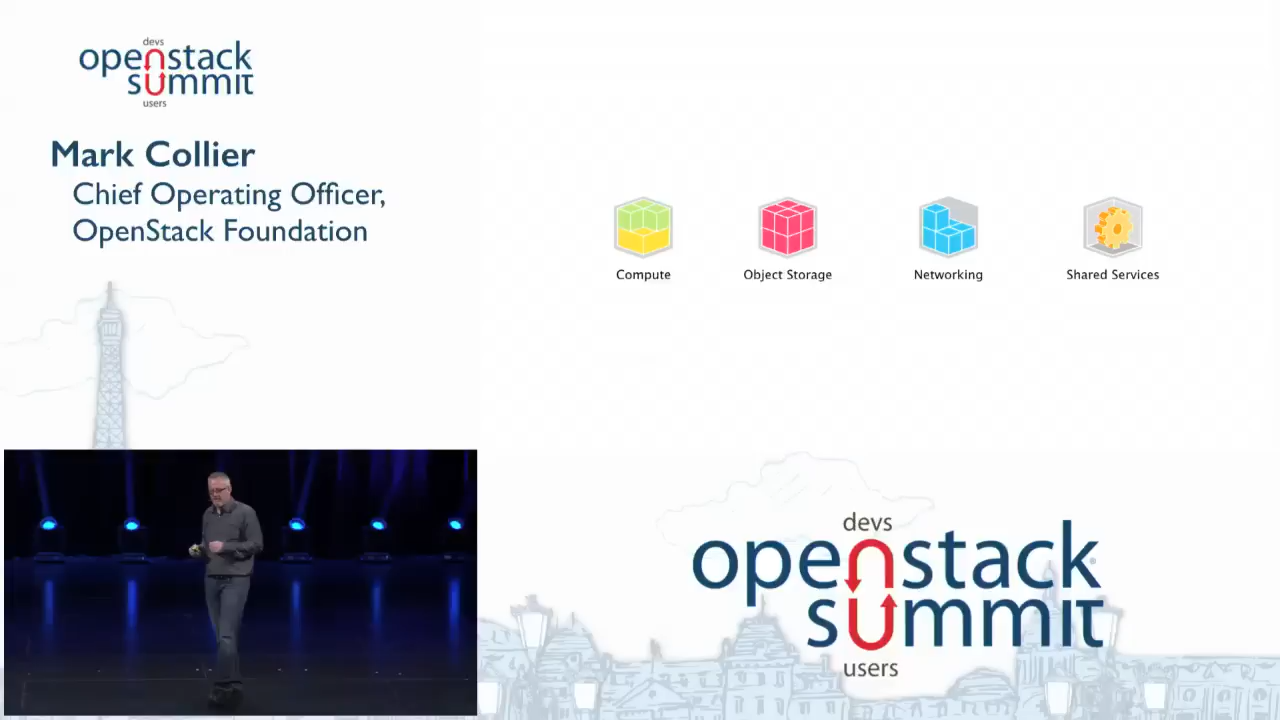 devs
openstack
summit
users
Mark Collier
Chief Operating Officer,
OpenStack Foundation
Compute
Object Storage
Networking
Shared Services
devs
openstack
summit
users